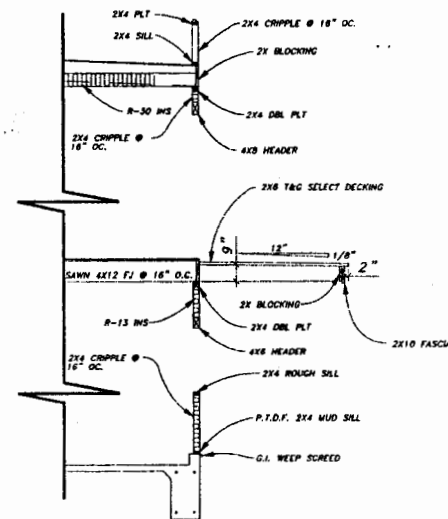 2X4 PLT
2X4 SILL
2X4 CRIPPLE @ 16" OC.
2X BLOCKING
R-30 INS
2X4 DBL PLT
2X4 CRIPPLE @
16" OC.
4X8 HEADER
2X6 T&G SELECT DECKING
9"
12"
1/8"
2"
SAWN 4X12 FJ @ 16" O.C.
2X BLOCKING
R-13 INS
2X4 DBL PLT
2X10 FASCI
4X6 HEADER
2X4 CRIPPLE @
16" OC.
2X4 ROUGH SILL
P.T.D.F. 2X4 MUD SILL
G.I. WEEP SCREED